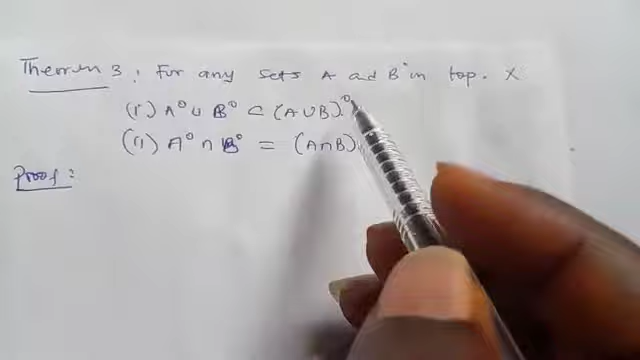 Theorem 3: For any sets A and B in top. X
(i) A° ∪ B° ⊂ (A∪B)°
(ii) A° ∩ B° = (A∩B)
Proof: